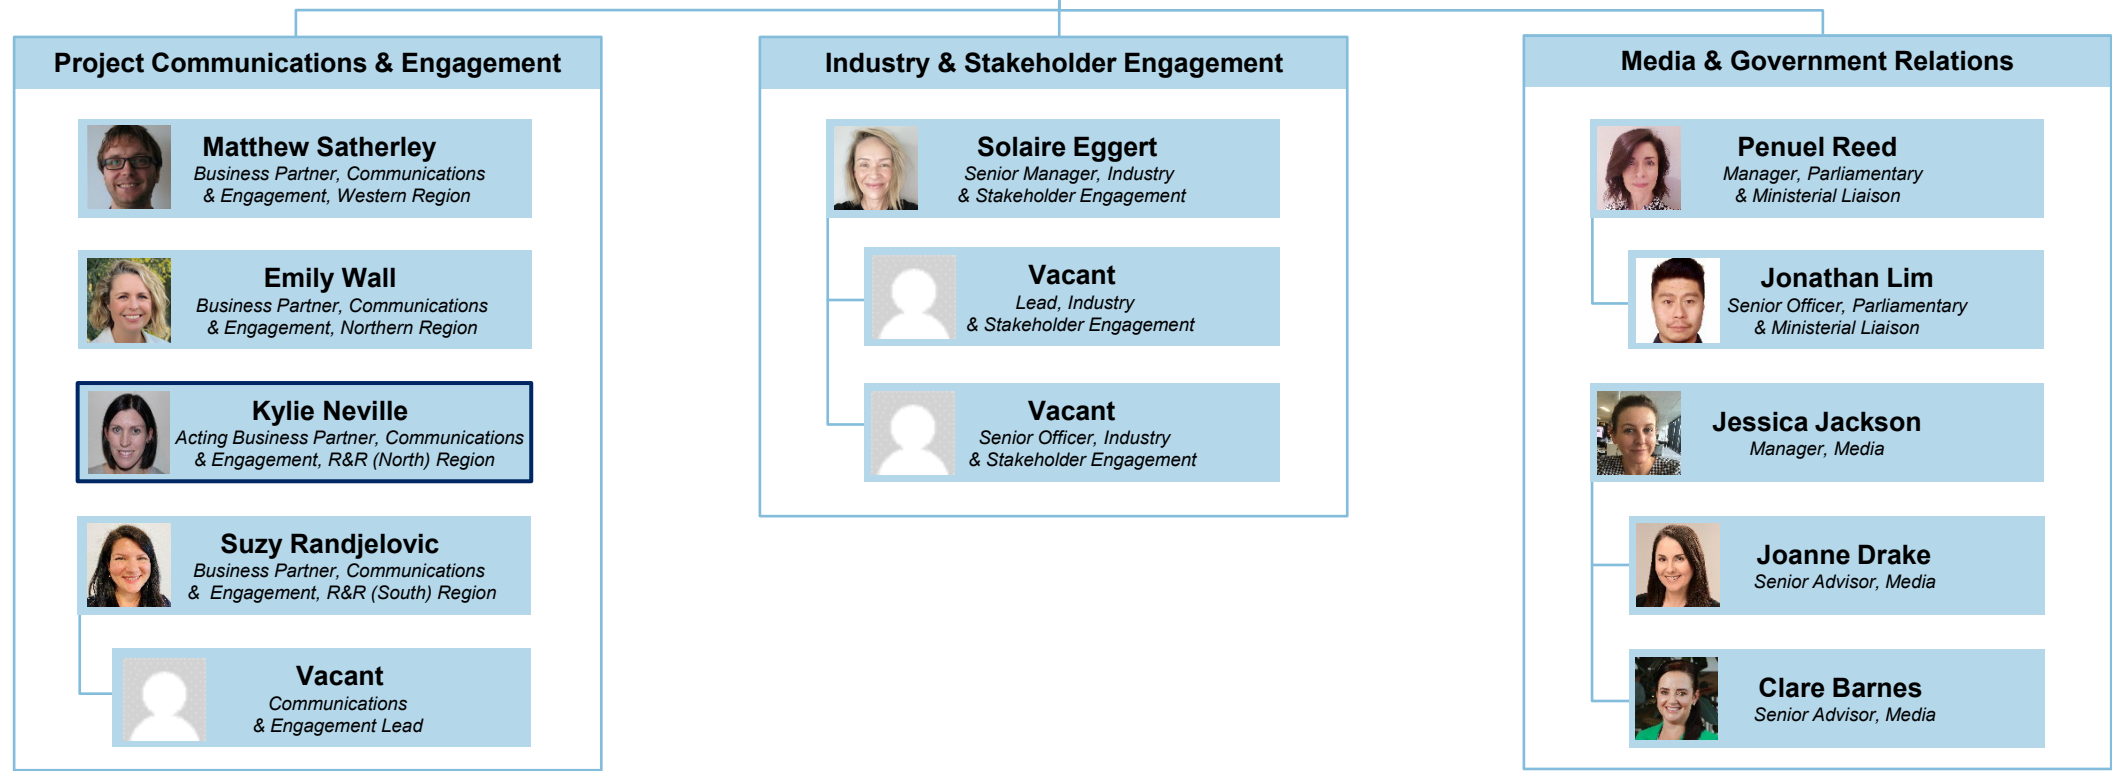 Project Communications & Engagement
Matthew Satherley
Business Partner, Communications
& Engagement, Western Region
Emily Wall
Business Partner, Communications
& Engagement, Northern Region
Kylie Neville
Acting Business Partner, Communications
& Engagement, R&R (North) Region
Suzy Randjelovic
Business Partner, Communications
& Engagement, R&R (South) Region
Vacant
Communications
& Engagement Lead
Industry & Stakeholder Engagement
Solaire Eggert
Senior Manager, Industry
& Stakeholder Engagement
Vacant
Lead, Industry
& Stakeholder Engagement
Vacant
Senior Officer, Industry
& Stakeholder Engagement
Media & Government Relations
Penuel Reed
Manager, Parliamentary
& Ministerial Liaison
Jonathan Lim
Senior Officer, Parliamentary
& Ministerial Liaison
Jessica Jackson
Manager, Media
Joanne Drake
Senior Advisor, Media
Clare Barnes
Senior Advisor, Media